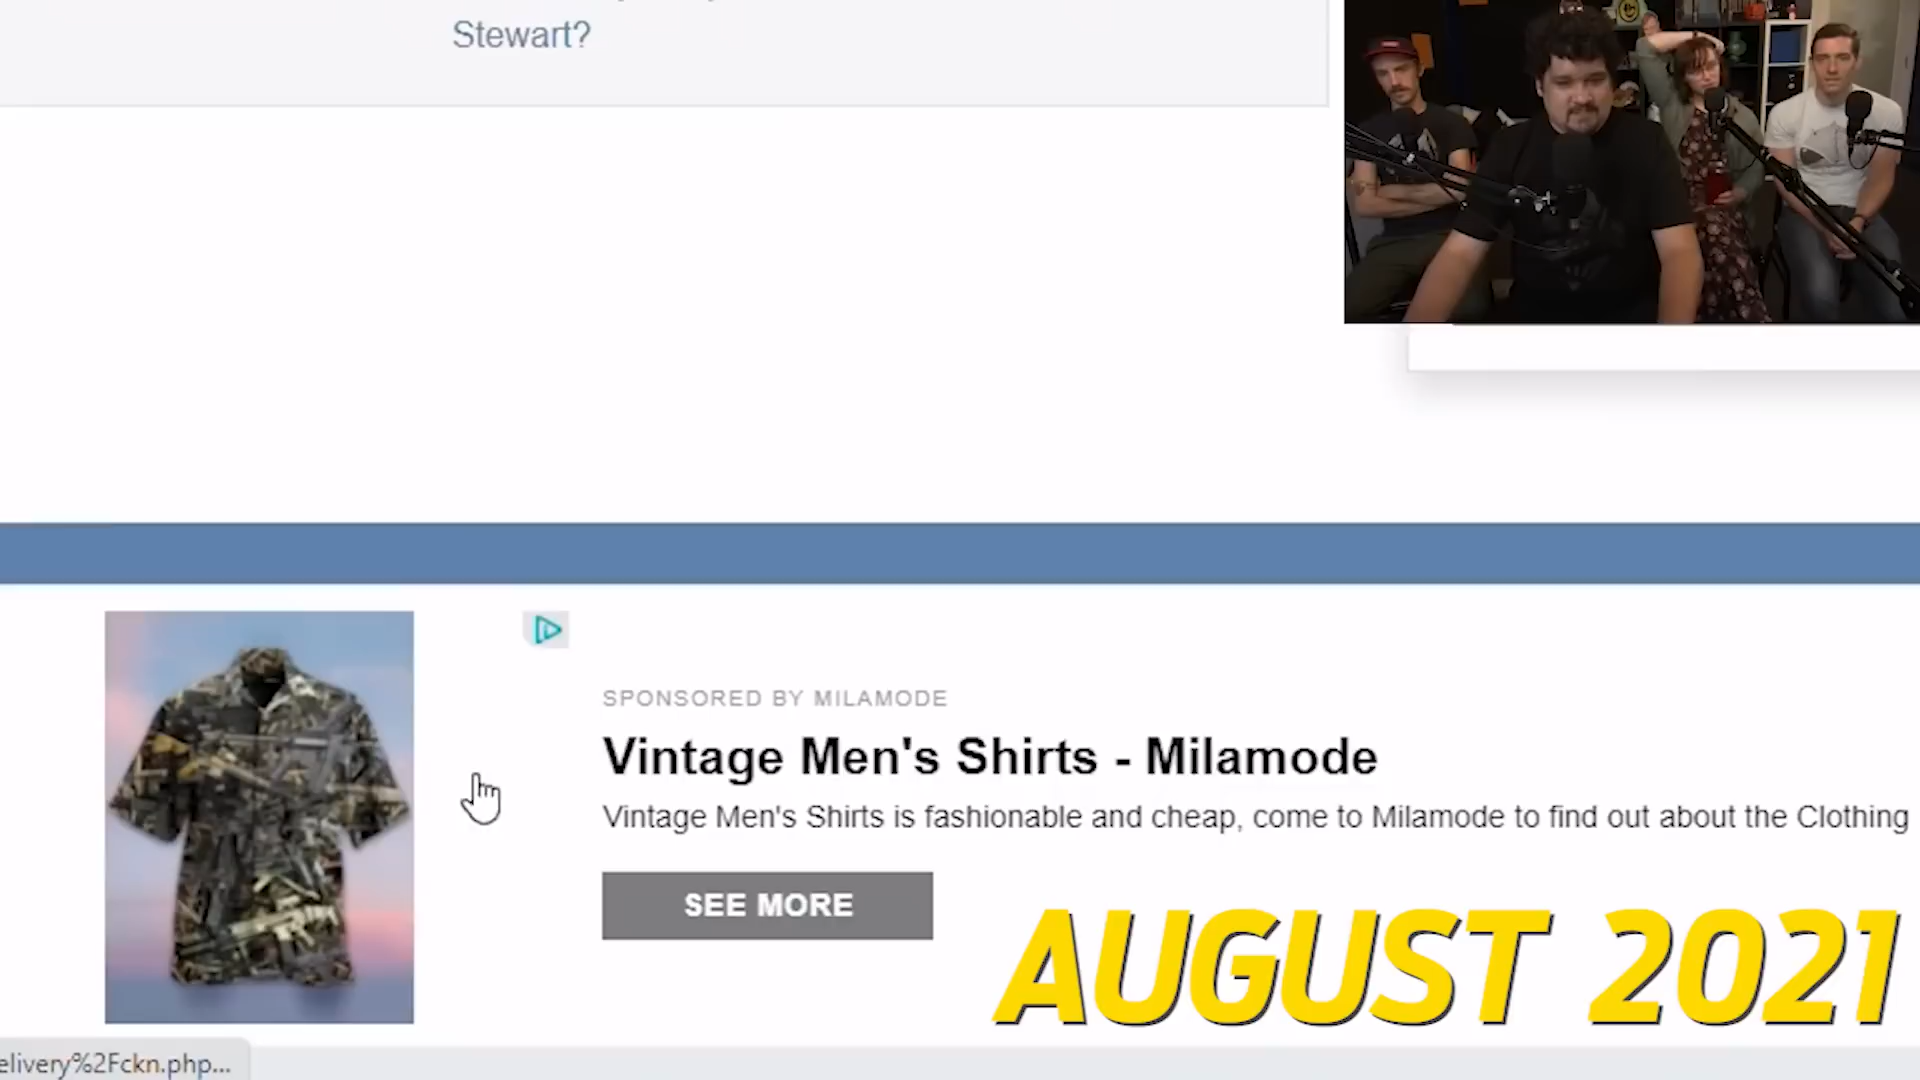 Stewart?
SPONSORED BY MILAMODE
Vintage Men's Shirts - Milamode
Vintage Men's Shirts is fashionable and cheap, come to Milamode to find out about the Clothing
SEE MORE
AUGUST 2021
elivery%2Fckn.php...